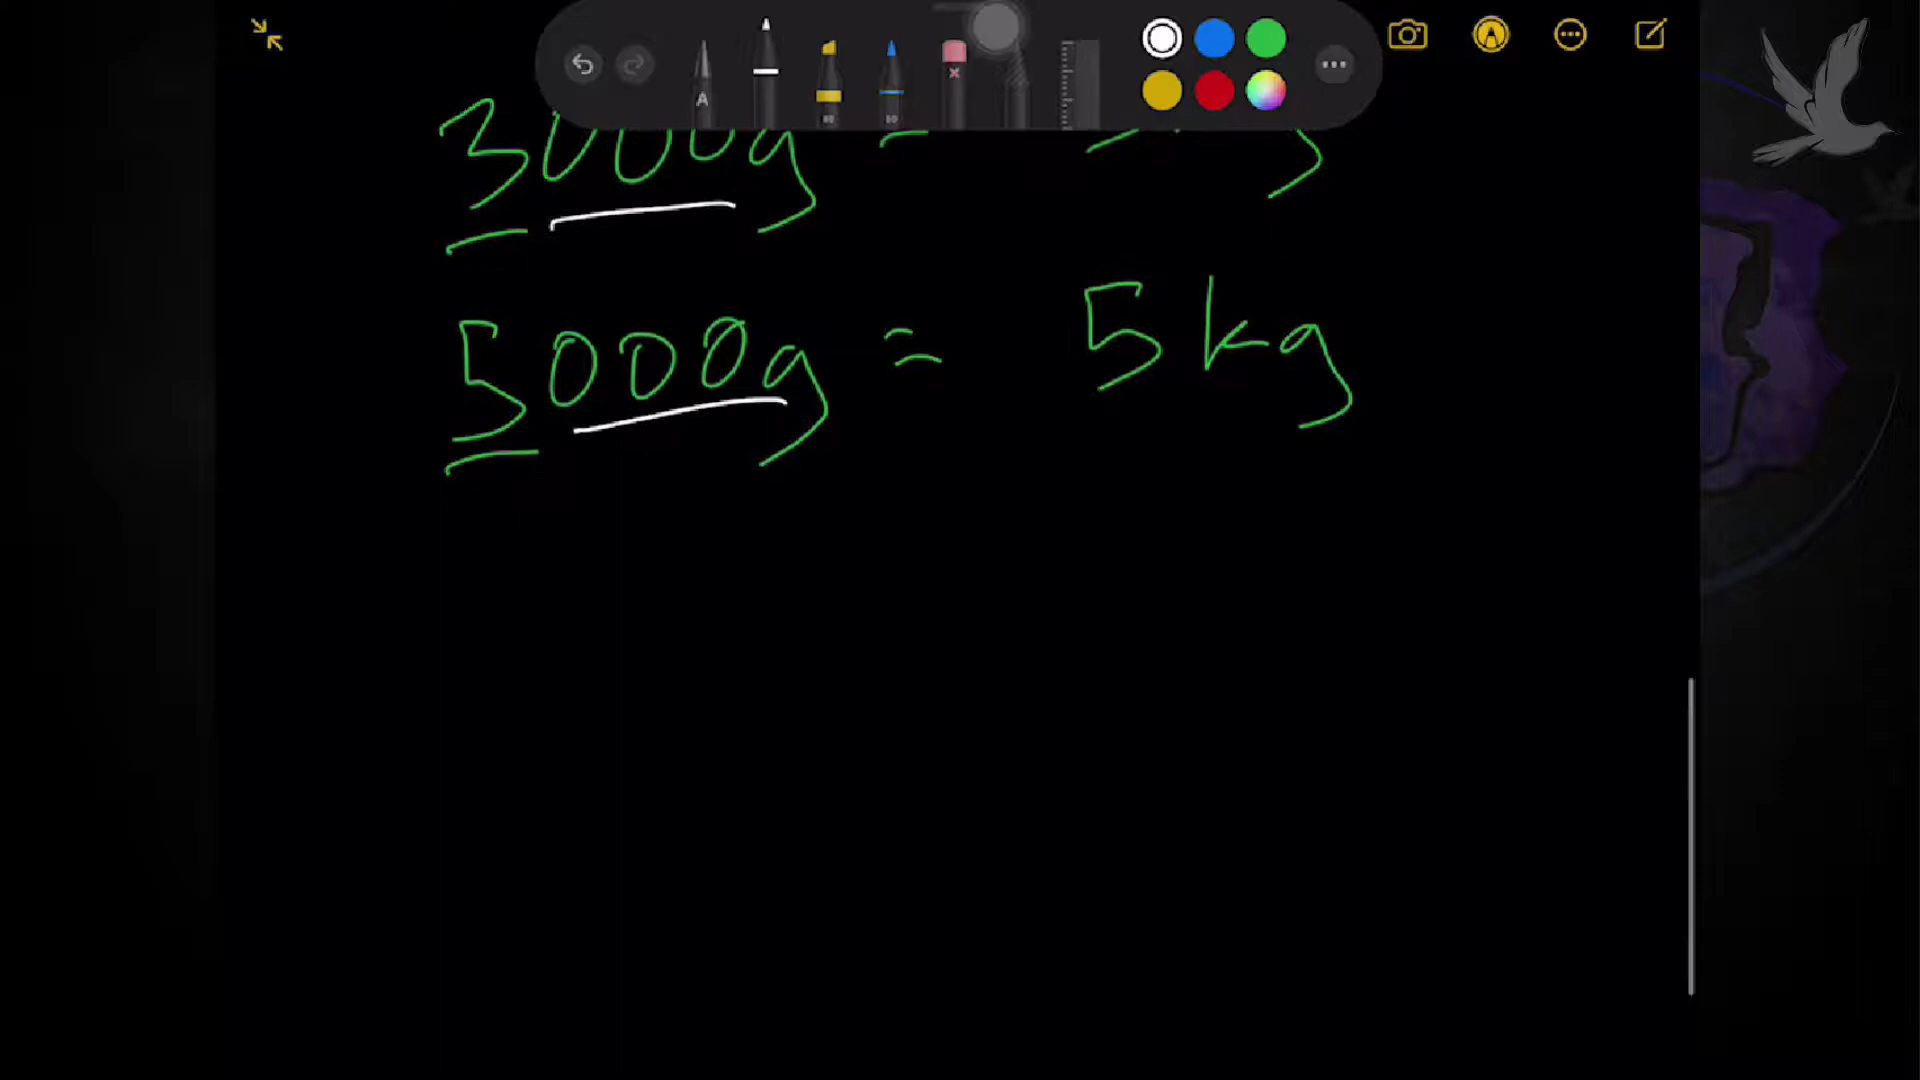 3000g =
5000g = 5kg